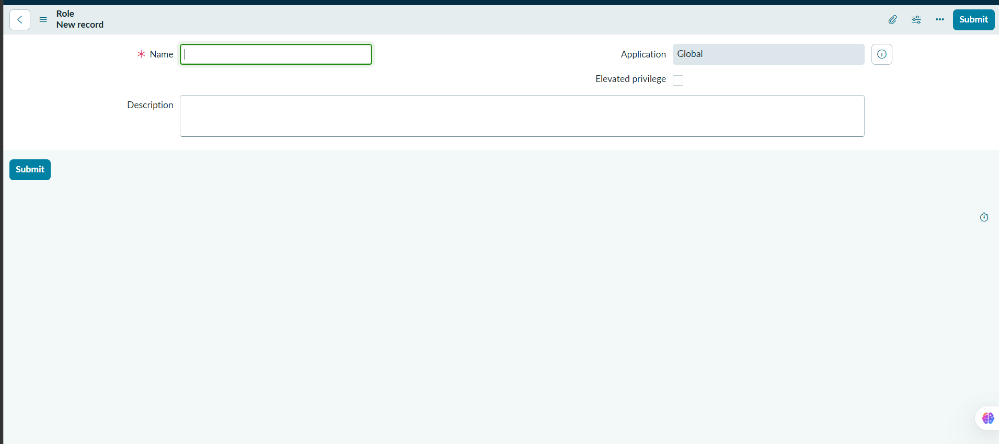 Role
New record
Submit
Name
Application
Global
Elevated privilege
Description
Submit